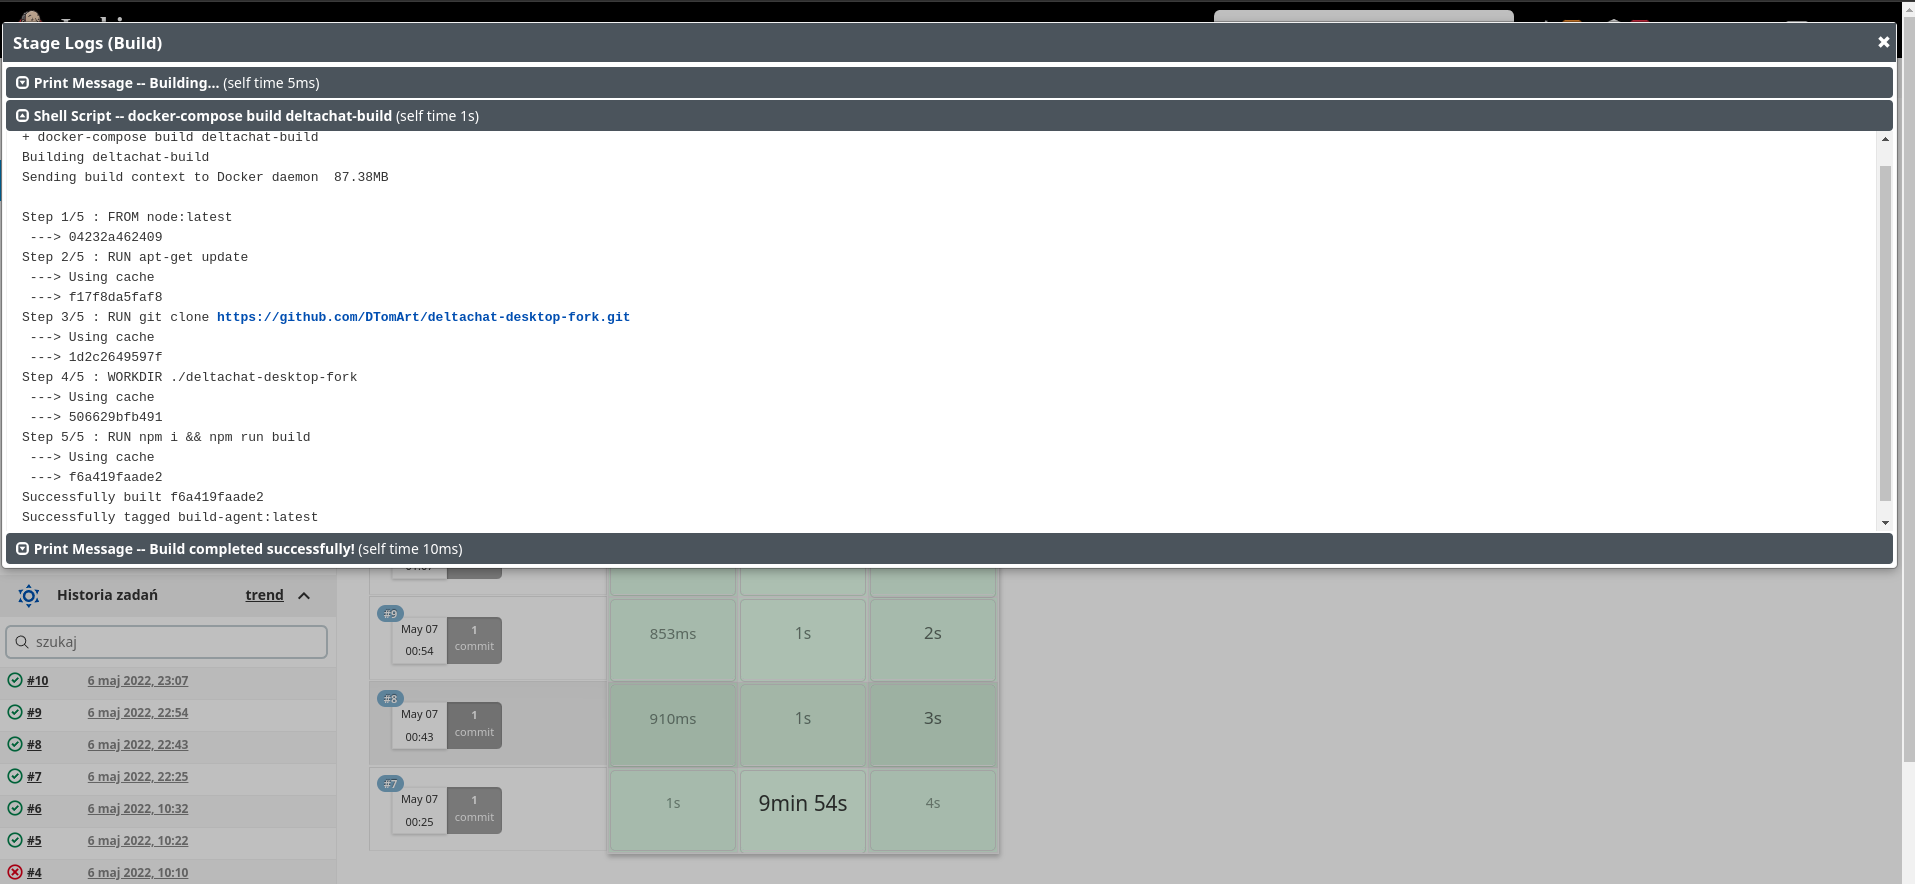 Stage Logs (Build)
Print Message -- Building... (self time 5ms)
Shell Script -- docker-compose build deltachat-build (self time 1s)
+ docker-compose build deltachat-build
Building deltachat-build
Sending build context to Docker daemon  87.38MB
Step 1/5 : FROM node:latest
---> 04232a462409
Step 2/5 : RUN apt-get update
---> Using cache
---> f17f8da5faf8
Step 3/5 : RUN git clone https://github.com/DTomArt/deltachat-desktop-fork.git
---> Using cache
---> 1d2c2649597f
Step 4/5 : WORKDIR ./deltachat-desktop-fork
---> Using cache
---> 506629bfb491
Step 5/5 : RUN npm i && npm run build
---> Using cache
---> f6a419faade2
Successfully built f6a419faade2
Successfully tagged build-agent:latest
Print Message -- Build completed successfully! (self time 10ms)
Historia zadań trend
szukaj
#10 6 maj 2022, 23:07
#9 6 maj 2022, 22:54
#8 6 maj 2022, 22:43
#7 6 maj 2022, 22:25
#6 6 maj 2022, 10:32
#5 6 maj 2022, 10:22
#4 6 maj 2022, 10:10
#9
May 07
00:54
1
commit
853ms 1s 2s
#8
May 07
00:43
1
commit
910ms 1s 3s
#7
May 07
00:25
1
commit
1s 9min 54s 4s